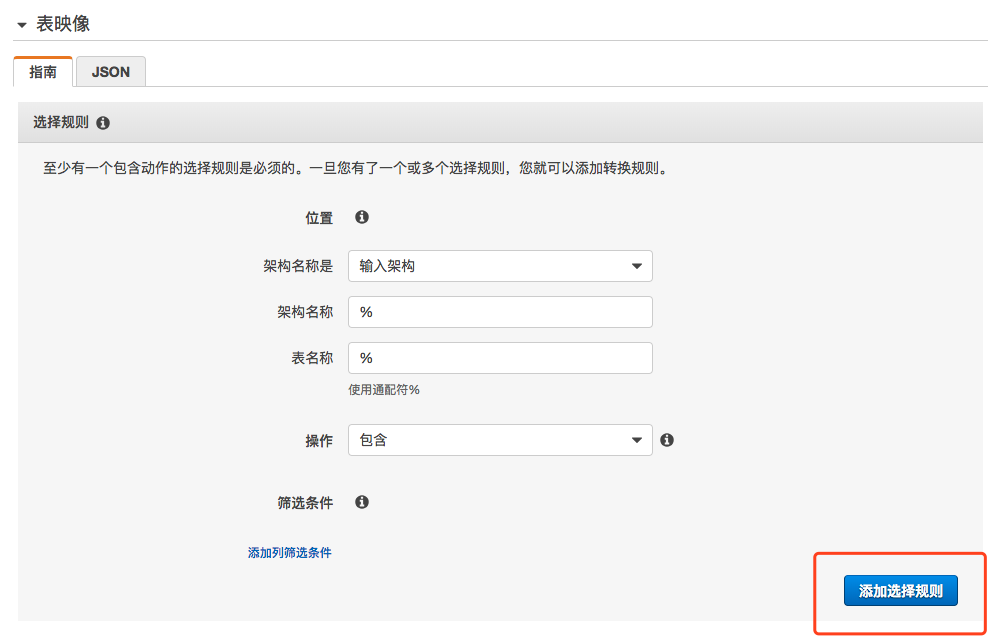 表映像
指南 JSON
选择规则
至少有一个包含动作的选择规则是必须的。一旦您有了一个或多个选择规则，您就可以添加转换规则。
位置
架构名称是 输入架构
架构名称 %
表名称 %
使用通配符%
操作 包含
筛选条件
添加列筛选条件
添加选择规则